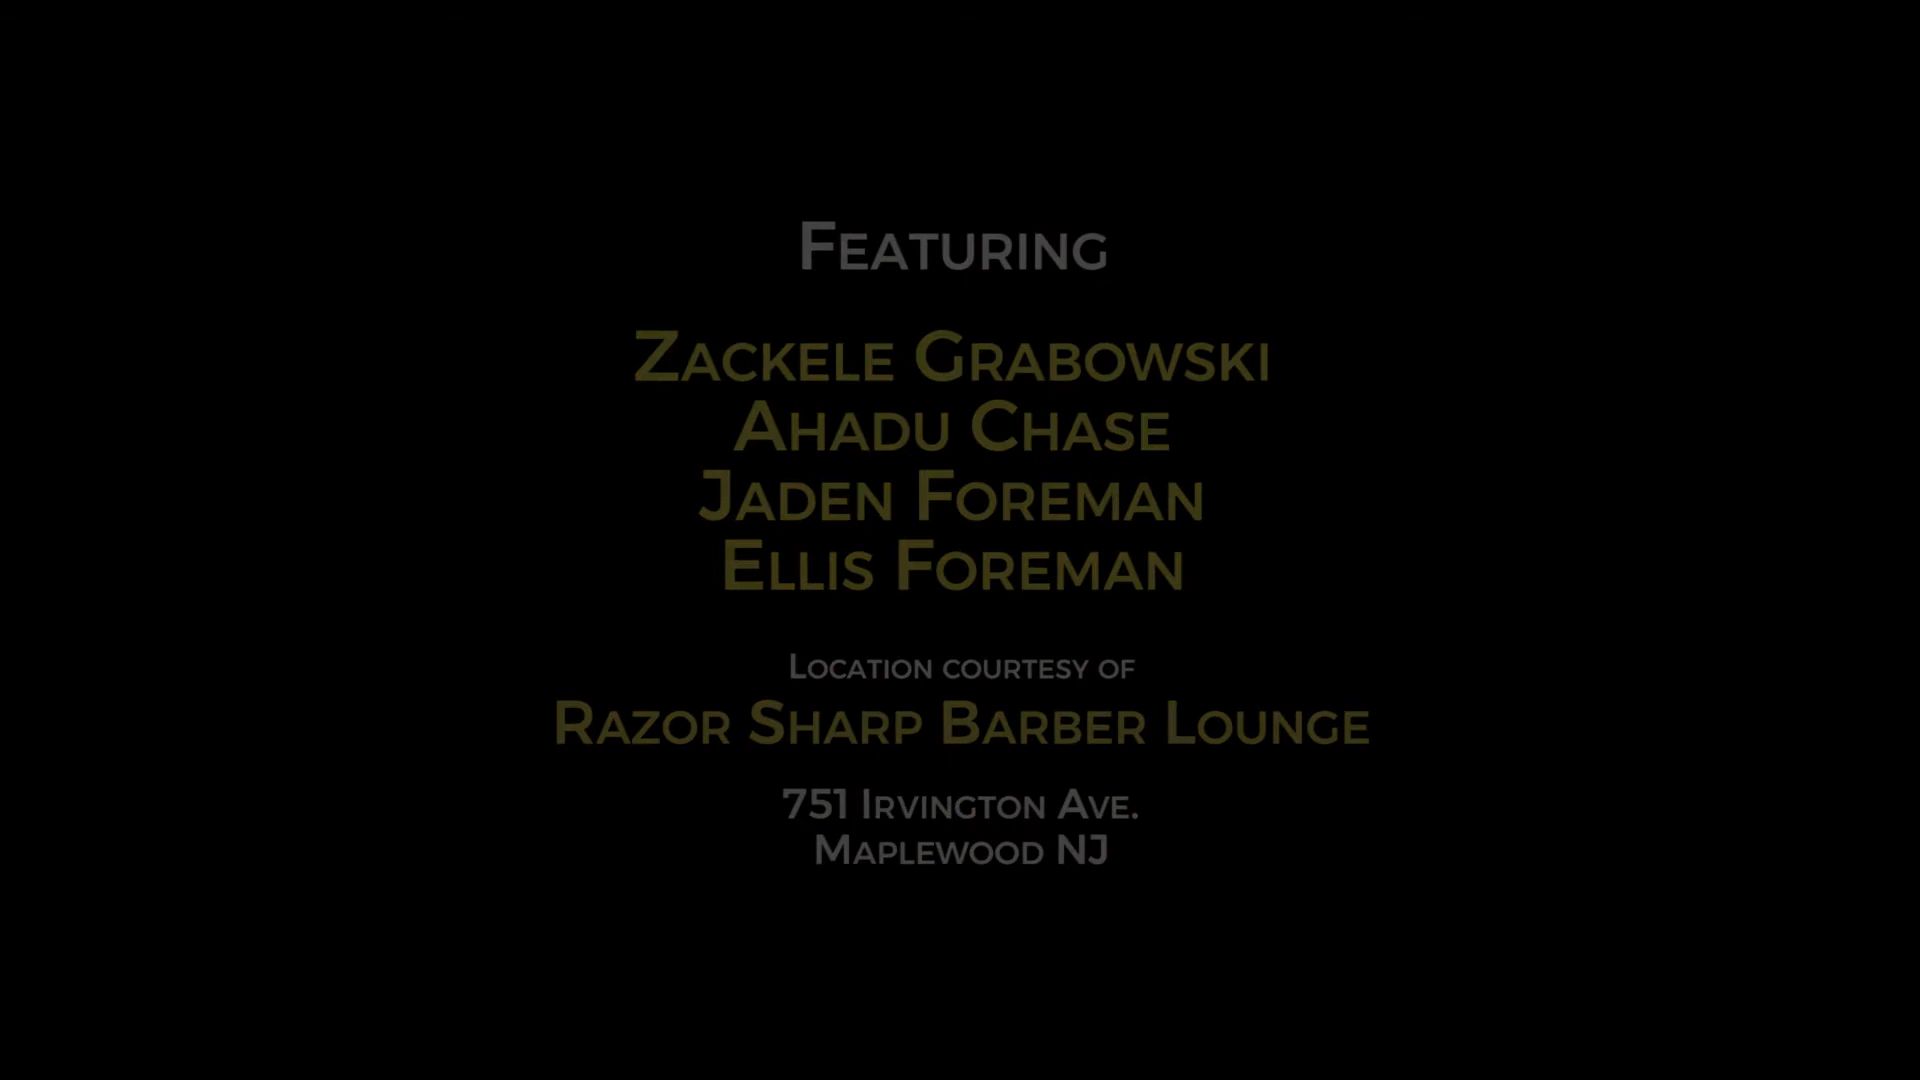 Featuring
Zackele Grabowski
Ahadu Chase
Jaden Foreman
Ellis Foreman
Location courtesy of
Razor Sharp Barber Lounge
751 Irvington Ave.
Maplewood NJ